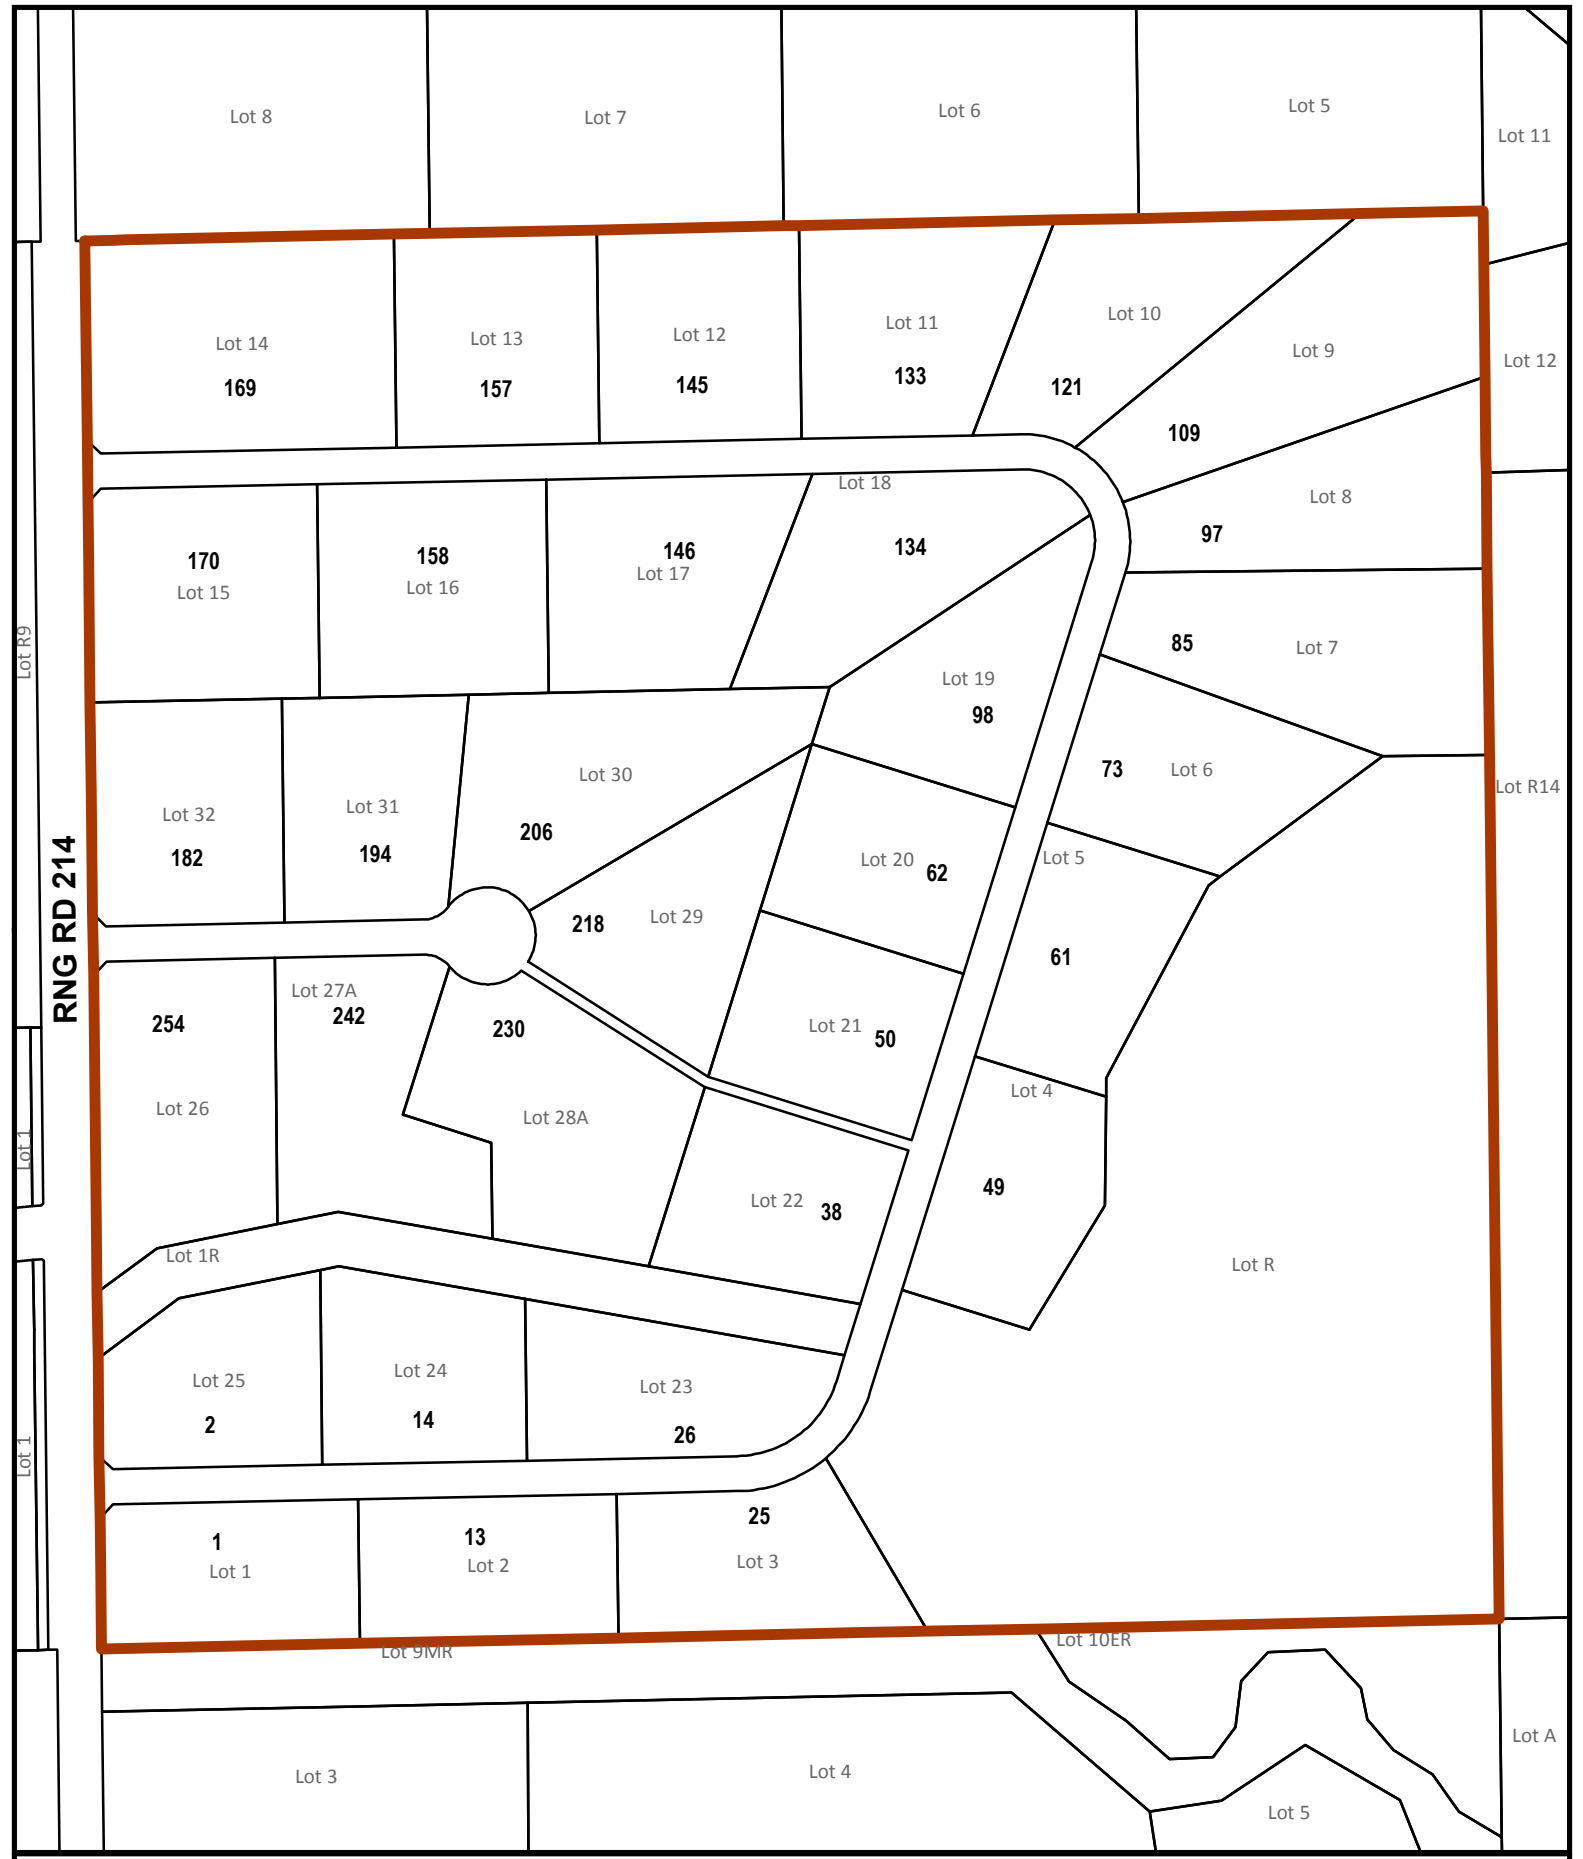 Lot 8
Lot 7
Lot 6
Lot 5
Lot 11
Lot 14
169
Lot 13
157
Lot 12
145
Lot 11
133
Lot 10
121
Lot 9
109
Lot 12
Lot 18
134
Lot 8
97
170
Lot 15
158
Lot 16
146
Lot 17
Lot R9
Lot 19
98
85
Lot 7
73
Lot 6
Lot R14
Lot 32
182
Lot 31
194
Lot 30
206
Lot 20
62
Lot 5
61
RNG RD 214
218
Lot 29
254
Lot 26
Lot 27A
242
230
Lot 28A
Lot 21
50
Lot 4
49
Lot 1
Lot 22
38
Lot 1R
Lot R
Lot 25
2
Lot 24
14
Lot 23
26
Lot 1
1
Lot 1
13
Lot 2
25
Lot 3
Lot 9MR
Lot 10ER
Lot A
Lot 3
Lot 4
Lot 5